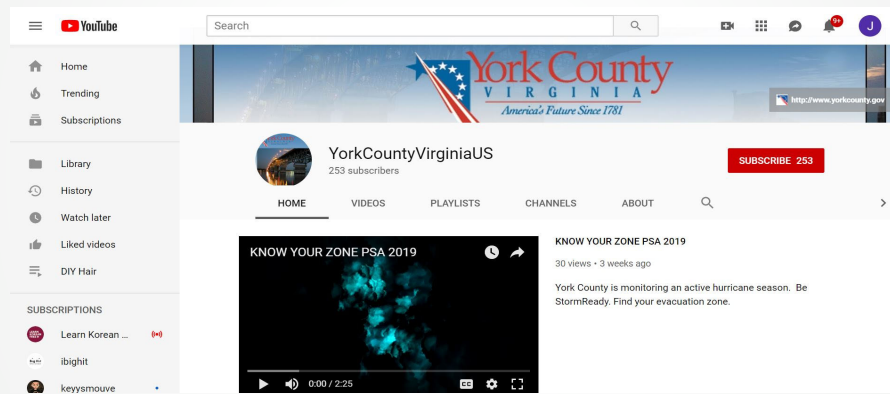 YouTube
Search
9+
J
Home
Trending
Subscriptions
Library
History
Watch later
Liked videos
DIY Hair
SUBSCRIPTIONS
Learn Korean ...
ibighit
keyysmouve
York County
VIRGINIA
America's Future Since 1781
http://www.yorkcounty.gov
YorkCountyVirginiaUS
253 subscribers
SUBSCRIBE 253
HOME VIDEOS PLAYLISTS CHANNELS ABOUT
KNOW YOUR ZONE PSA 2019
0:00 / 2:25
CC
KNOW YOUR ZONE PSA 2019
30 views • 3 weeks ago
York County is monitoring an active hurricane season. Be
StormReady. Find your evacuation zone.